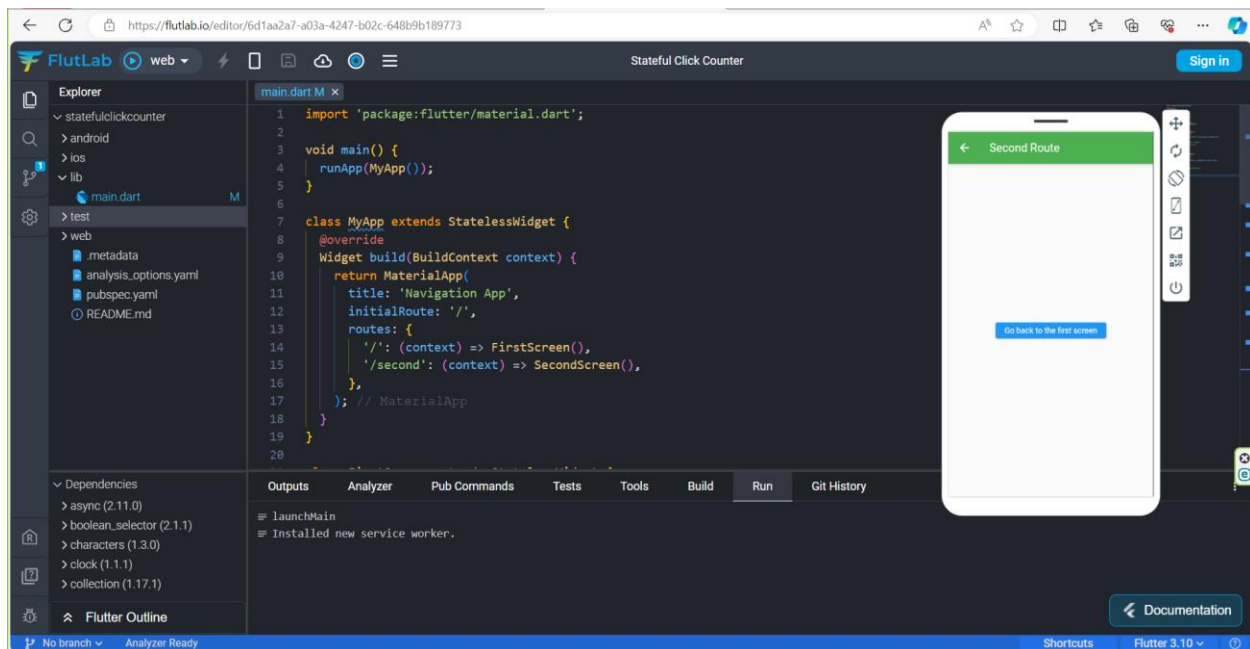 https://flutlab.io/editor/6d1aa2a7-a03a-4247-b02c-648b9b189773
FlutLab web Stateful Click Counter Sign in
Explorer
statefulclickcounter
android
ios
lib
main.dart M
test
web
.metadata
analysis_options.yaml
pubspec.yaml
README.md
1
Dependencies
async (2.11.0)
boolean_selector (2.1.1)
characters (1.3.0)
clock (1.1.1)
collection (1.17.1)
Flutter Outline
main.dart M ×
1 import 'package:flutter/material.dart';
2
3 void main() {
4 runApp(MyApp());
5 }
6
7 class MyApp extends StatelessWidget {
8 @override
9 Widget build(BuildContext context) {
10 return MaterialApp(
11 title: 'Navigation App',
12 initialRoute: '/',
13 routes: {
14 '/': (context) => FirstScreen(),
15 '/second': (context) => SecondScreen(),
16 },
17 ); // MaterialApp
18 }
19 }
20
Second Route
Go back to the first screen
Outputs Analyzer Pub Commands Tests Tools Build Run Git History
launchMain
Installed new service worker.
Documentation
No branch Analyzer Ready Shortcuts Flutter 3.10